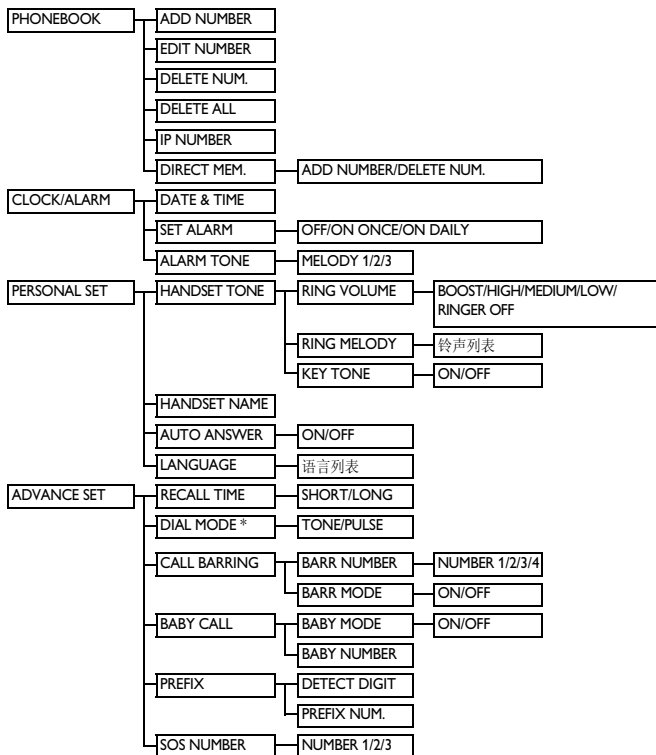 PHONEBOOK
ADD NUMBER
EDIT NUMBER
DELETE NUM.
DELETE ALL
IP NUMBER
DIRECT MEM.
ADD NUMBER/DELETE NUM.
CLOCK/ALARM
DATE & TIME
SET ALARM
OFF/ON ONCE/ON DAILY
ALARM TONE
MELODY 1/2/3
PERSONAL SET
HANDSET TONE
RING VOLUME
BOOST/HIGH/MEDIUM/LOW/
RINGER OFF
RING MELODY
铃声列表
KEY TONE
ON/OFF
HANDSET NAME
AUTO ANSWER
ON/OFF
LANGUAGE
语言列表
ADVANCE SET
RECALL TIME
SHORT/LONG
DIAL MODE *
TONE/PULSE
CALL BARRING
BARR NUMBER
NUMBER 1/2/3/4
BARR MODE
ON/OFF
BABY CALL
BABY MODE
ON/OFF
BABY NUMBER
PREFIX
DETECT DIGIT
PREFIX NUM.
SOS NUMBER
NUMBER 1/2/3